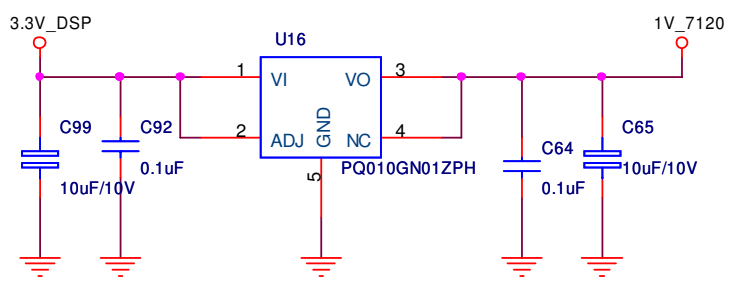 3.3V_DSP
1V_7120
U16
1
VI
VO
3
C99
C92
C65
2
ADJ
GND
NC
4
C64
0.1uF
PQ010GN01ZPH
10uF/10V
5
10uF/10V
0.1uF